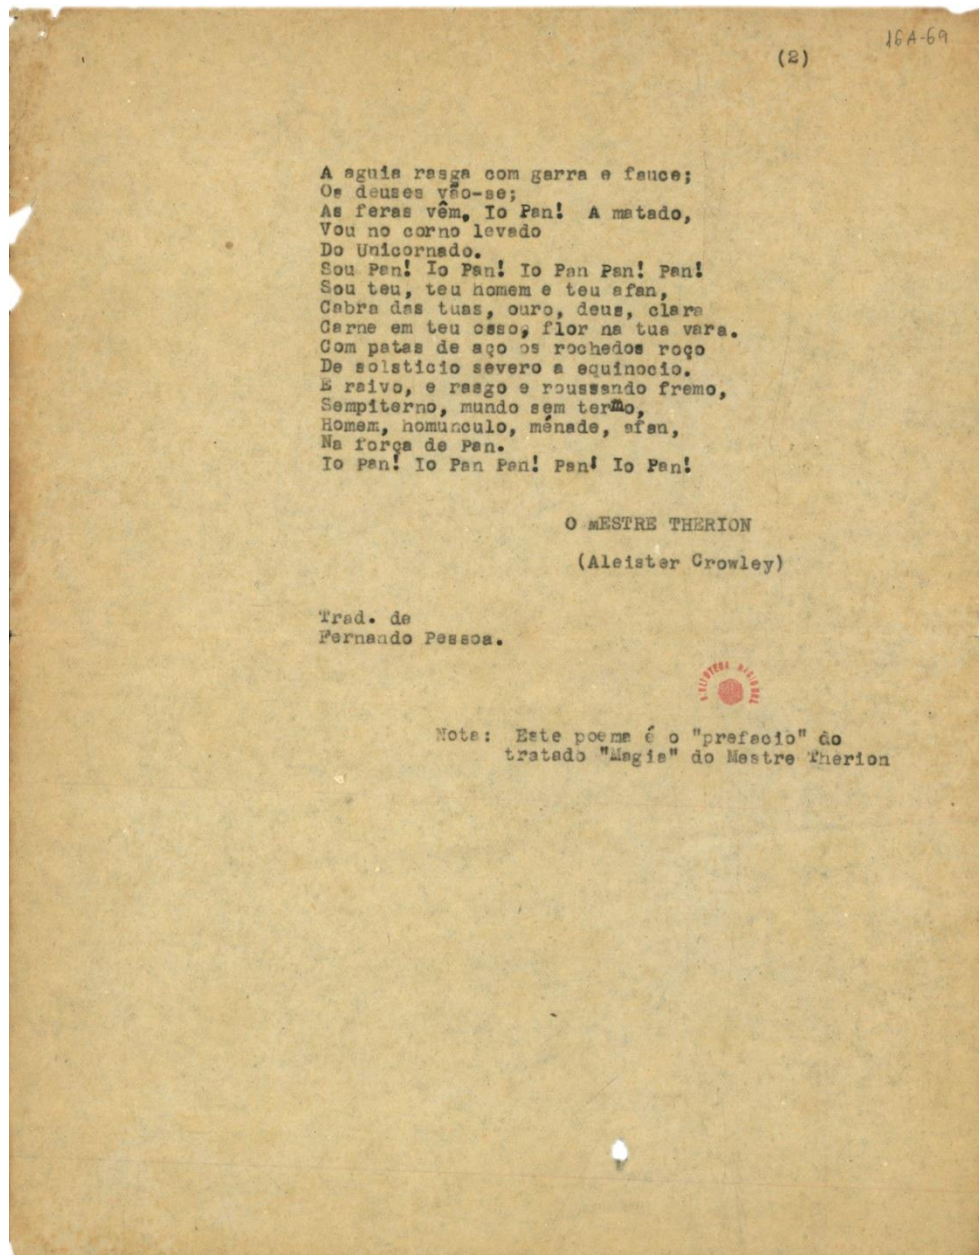 16A-69
(2)
A aguia rasga com garra e fauce;
Os deuses vão-se;
As feras vêm, Io Pan! A matado,
Vou no corno levado
Do Unicornado.
Sou Pan! Io Pan! Io Pan Pan! Pan!
Sou teu, teu homem e teu afan,
Cabra das tuas, ouro, deus, clara
Carne em teu osso, flor na tua vara.
Com patas de aço os rochedos roço
De solsticio severo a equinocio.
E raivo, e rasgo e roussando fremo,
Sempiterno, mundo sem termo,
Homem, homunculo, ménade, afan,
Na força de Pan.
Io Pan! Io Pan Pan! Pan! Io Pan!
O MESTRE THERION
(Aleister Crowley)
Trad. de
Fernando Pessoa.
BIBLIOTECA NACIONAL
Nota: Este poema é o "prefacio" do
tratado "Magia" do Mestre Therion